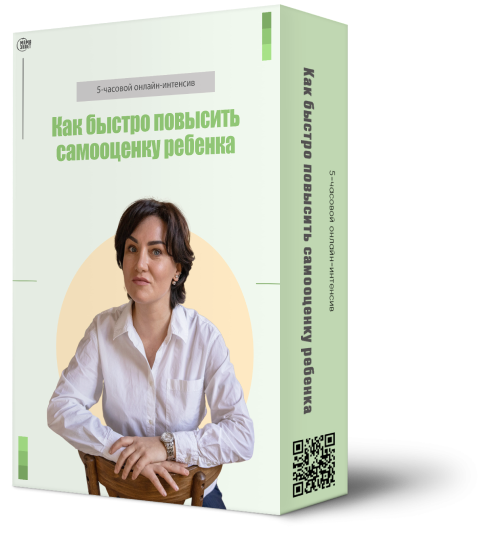 5-часовой онлайн-интенсив
Как быстро повысить
самооценку ребенка
Как быстро повысить самооценку ребенка
5-часовой онлайн-интенсив